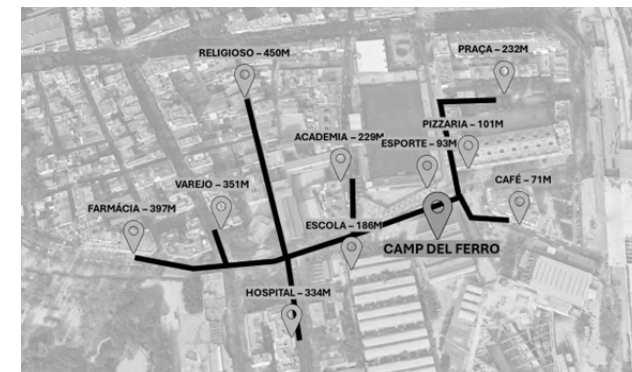 RELIGIOSO – 450M
PRAÇA – 232M
PIZZARIA – 101M
ACADEMIA – 229M
ESPORTE – 93M
VAREJO – 351M
CAFÉ – 71M
FARMÁCIA – 397M
ESCOLA – 186M
CAMP DEL FERRO
HOSPITAL – 334M